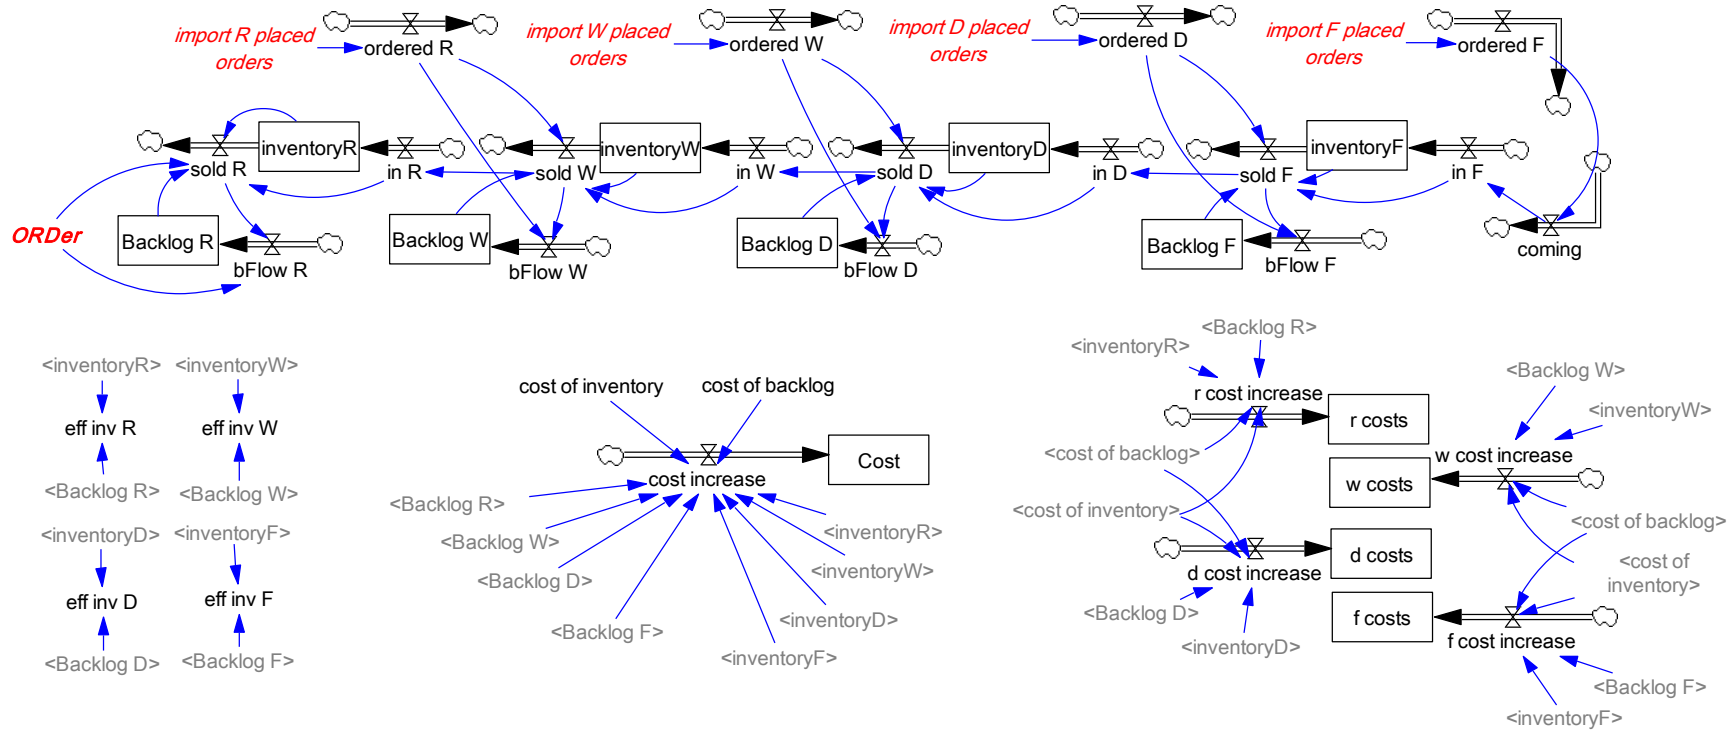 import R placed
orders
ordered R
import W placed
orders
ordered W
import D placed
orders
ordered D
import F placed
orders
ordered F
inventoryR
sold R
in R
inventoryW
sold W
in W
inventoryD
sold D
in D
inventoryF
sold F
in F
ORDer
Backlog R
bFlow R
Backlog W
bFlow W
Backlog D
bFlow D
Backlog F
bFlow F
coming
<inventoryR>
<inventoryW>
eff inv R
eff inv W
<Backlog R>
<Backlog W>
<inventoryD>
<inventoryF>
eff inv D
eff inv F
<Backlog D>
<Backlog F>
cost of inventory
cost of backlog
Cost
cost increase
<Backlog R>
<Backlog W>
<Backlog D>
<Backlog F>
<inventoryR>
<inventoryW>
<inventoryD>
<inventoryF>
<Backlog R>
<inventoryR>
r cost increase
r costs
<cost of backlog>
<cost of inventory>
d costs
d cost increase
<Backlog D>
<inventoryD>
<Backlog W>
<inventoryW>
w cost increase
w costs
<cost of backlog>
<cost of
inventory>
f costs
f cost increase
<Backlog F>
<inventoryF>